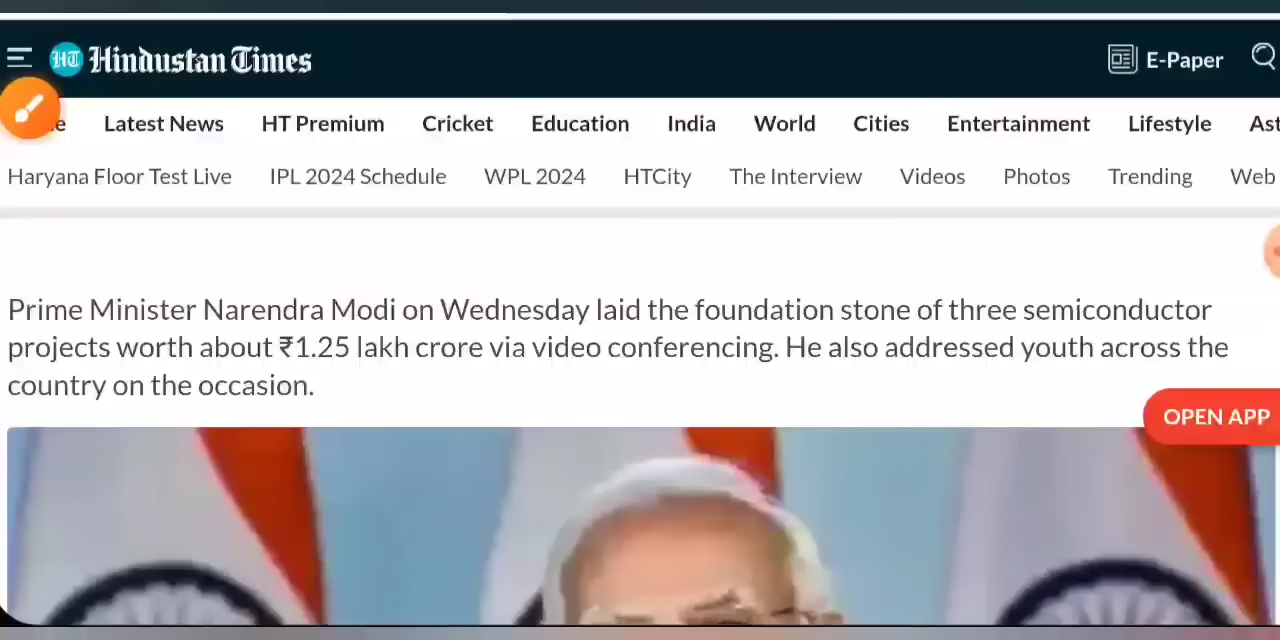 HT Hindustan Times
E-Paper
Latest News HT Premium Cricket Education India World Cities Entertainment Lifestyle
Haryana Floor Test Live IPL 2024 Schedule WPL 2024 HTCity The Interview Videos Photos Trending Web
Prime Minister Narendra Modi on Wednesday laid the foundation stone of three semiconductor
projects worth about ₹1.25 lakh crore via video conferencing. He also addressed youth across the
country on the occasion.
OPEN APP